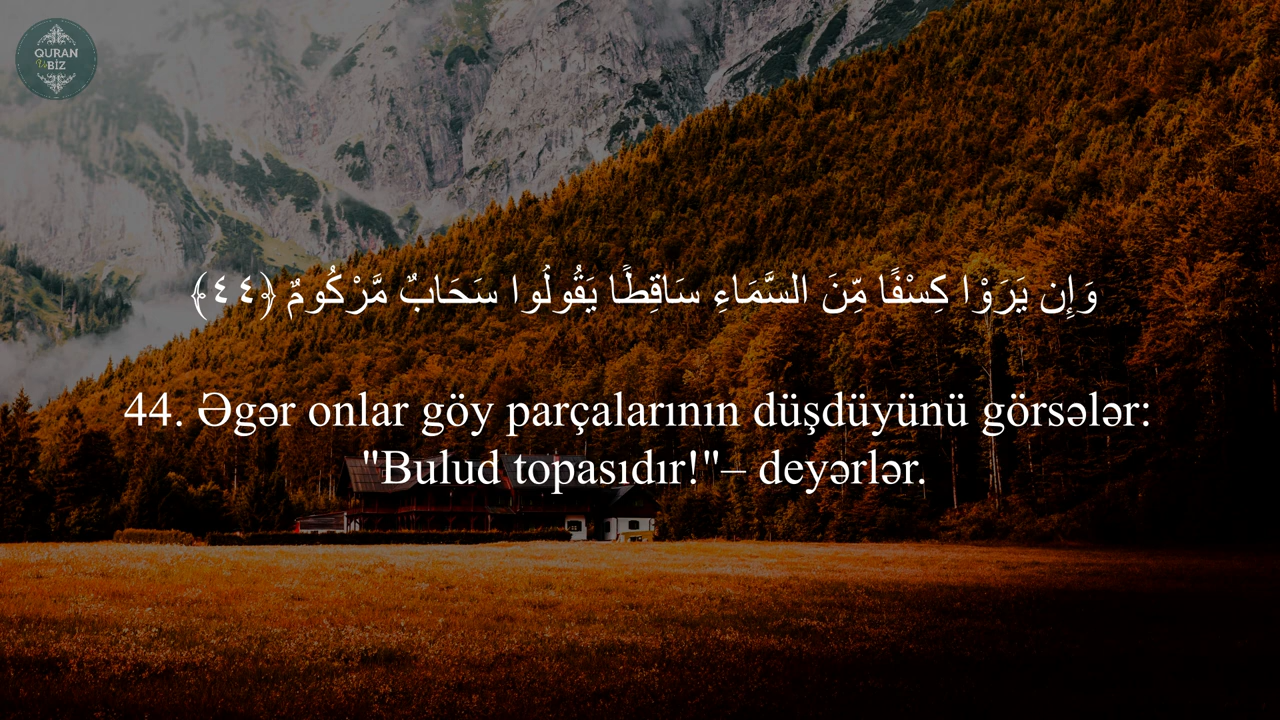 QURAN
Və BİZ
وَإِن يَرَوْا كِسْفًا مِّنَ السَّمَاءِ سَاقِطًا يَقُولُوا سَحَابٌ مَّرْكُومٌ ﴿٤٤﴾
44. Əgər onlar göy parçalarının düşdüyünü görsələr:
"Bulud topasıdır!"– deyərlər.